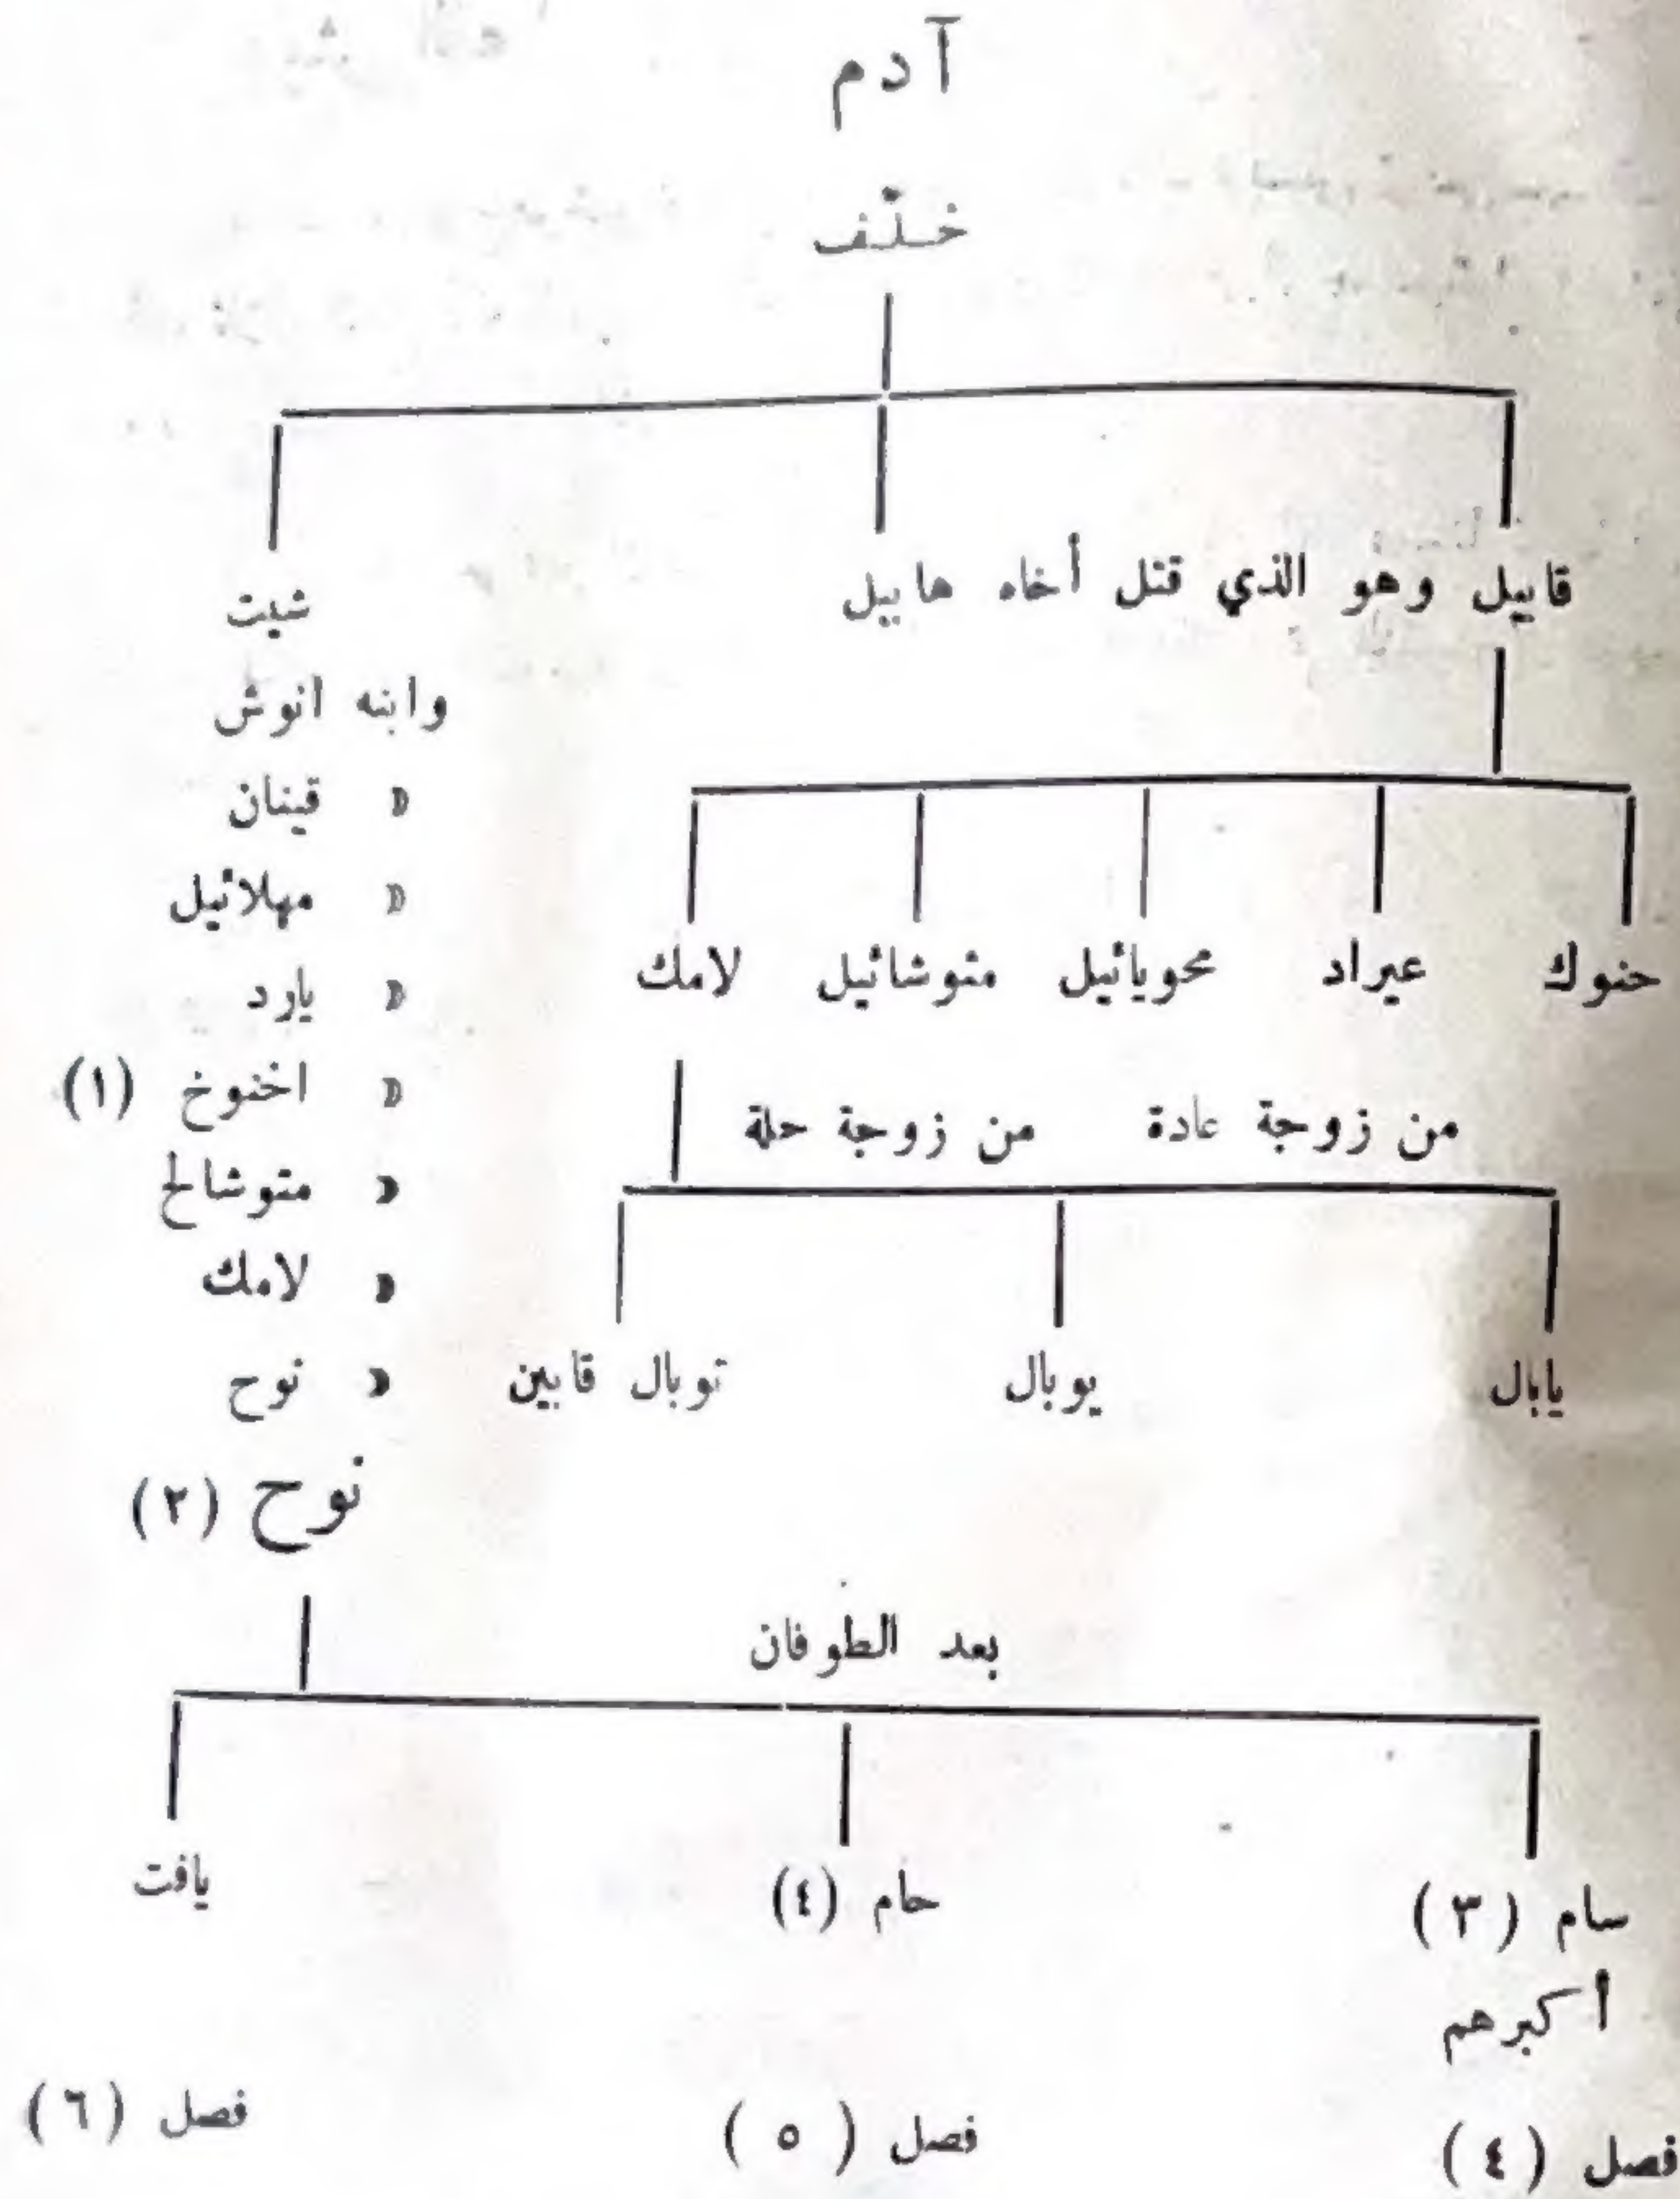 آدم
خلّف
قابيل وهو الذي قتل أخاه هابيل
شيت
وابنه انوش
« قينان
« مهلائيل
« يارد
« اخنوخ (١)
« متوشالح
« لامك
« نوح
حنوك عيراد محويائيل متوشائيل لامك
من زوجة عادة من زوجة حلة
يابال يوبال توبال قايين
نوح (٢)
بعد الطوفان
سام (٣) حام (٤) يافت
أكبرهم
فصل (٤) فصل (٥) فصل (٦)